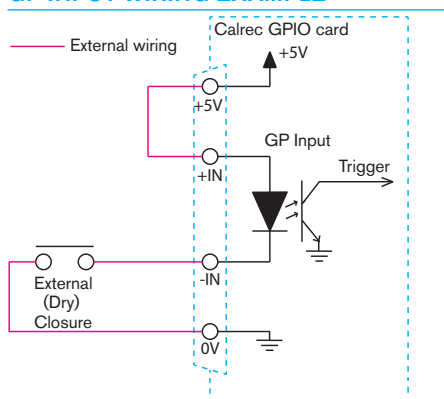 GP INPUT WIRING EXAMPLE
External wiring
Calrec GPIO card
+5V
+5V
GP Input
+IN
Trigger
-IN
External
(Dry)
Closure
0V